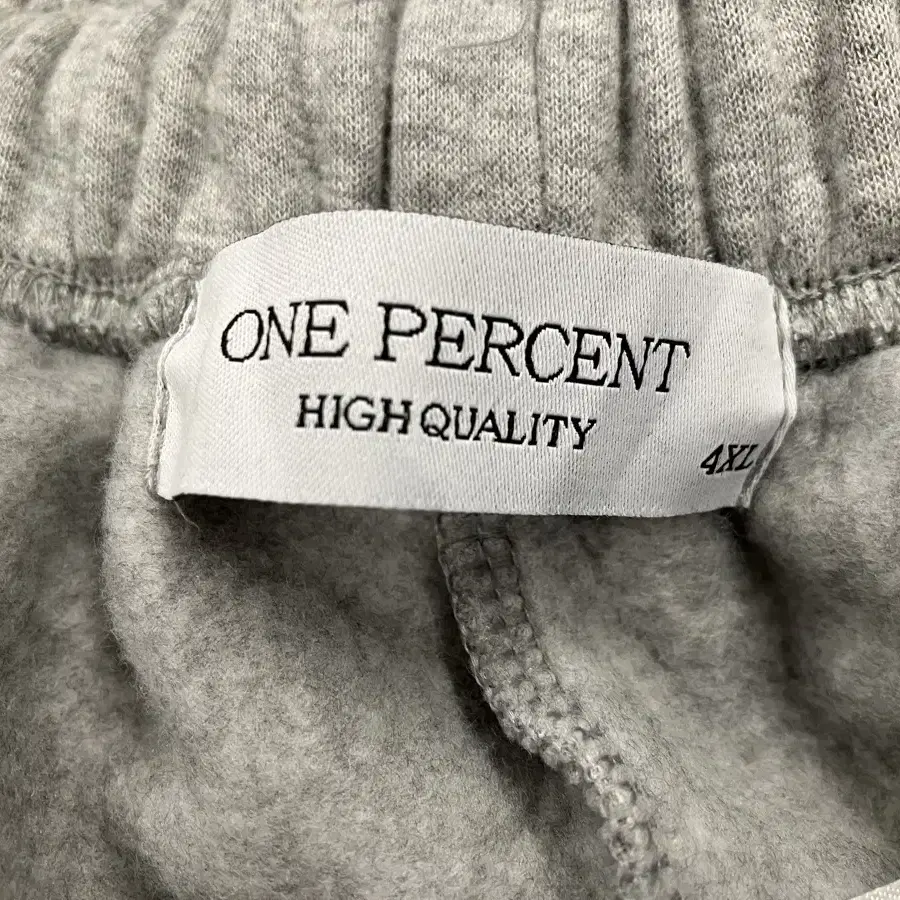 ONE PERCENT
HIGH QUALITY
4XL